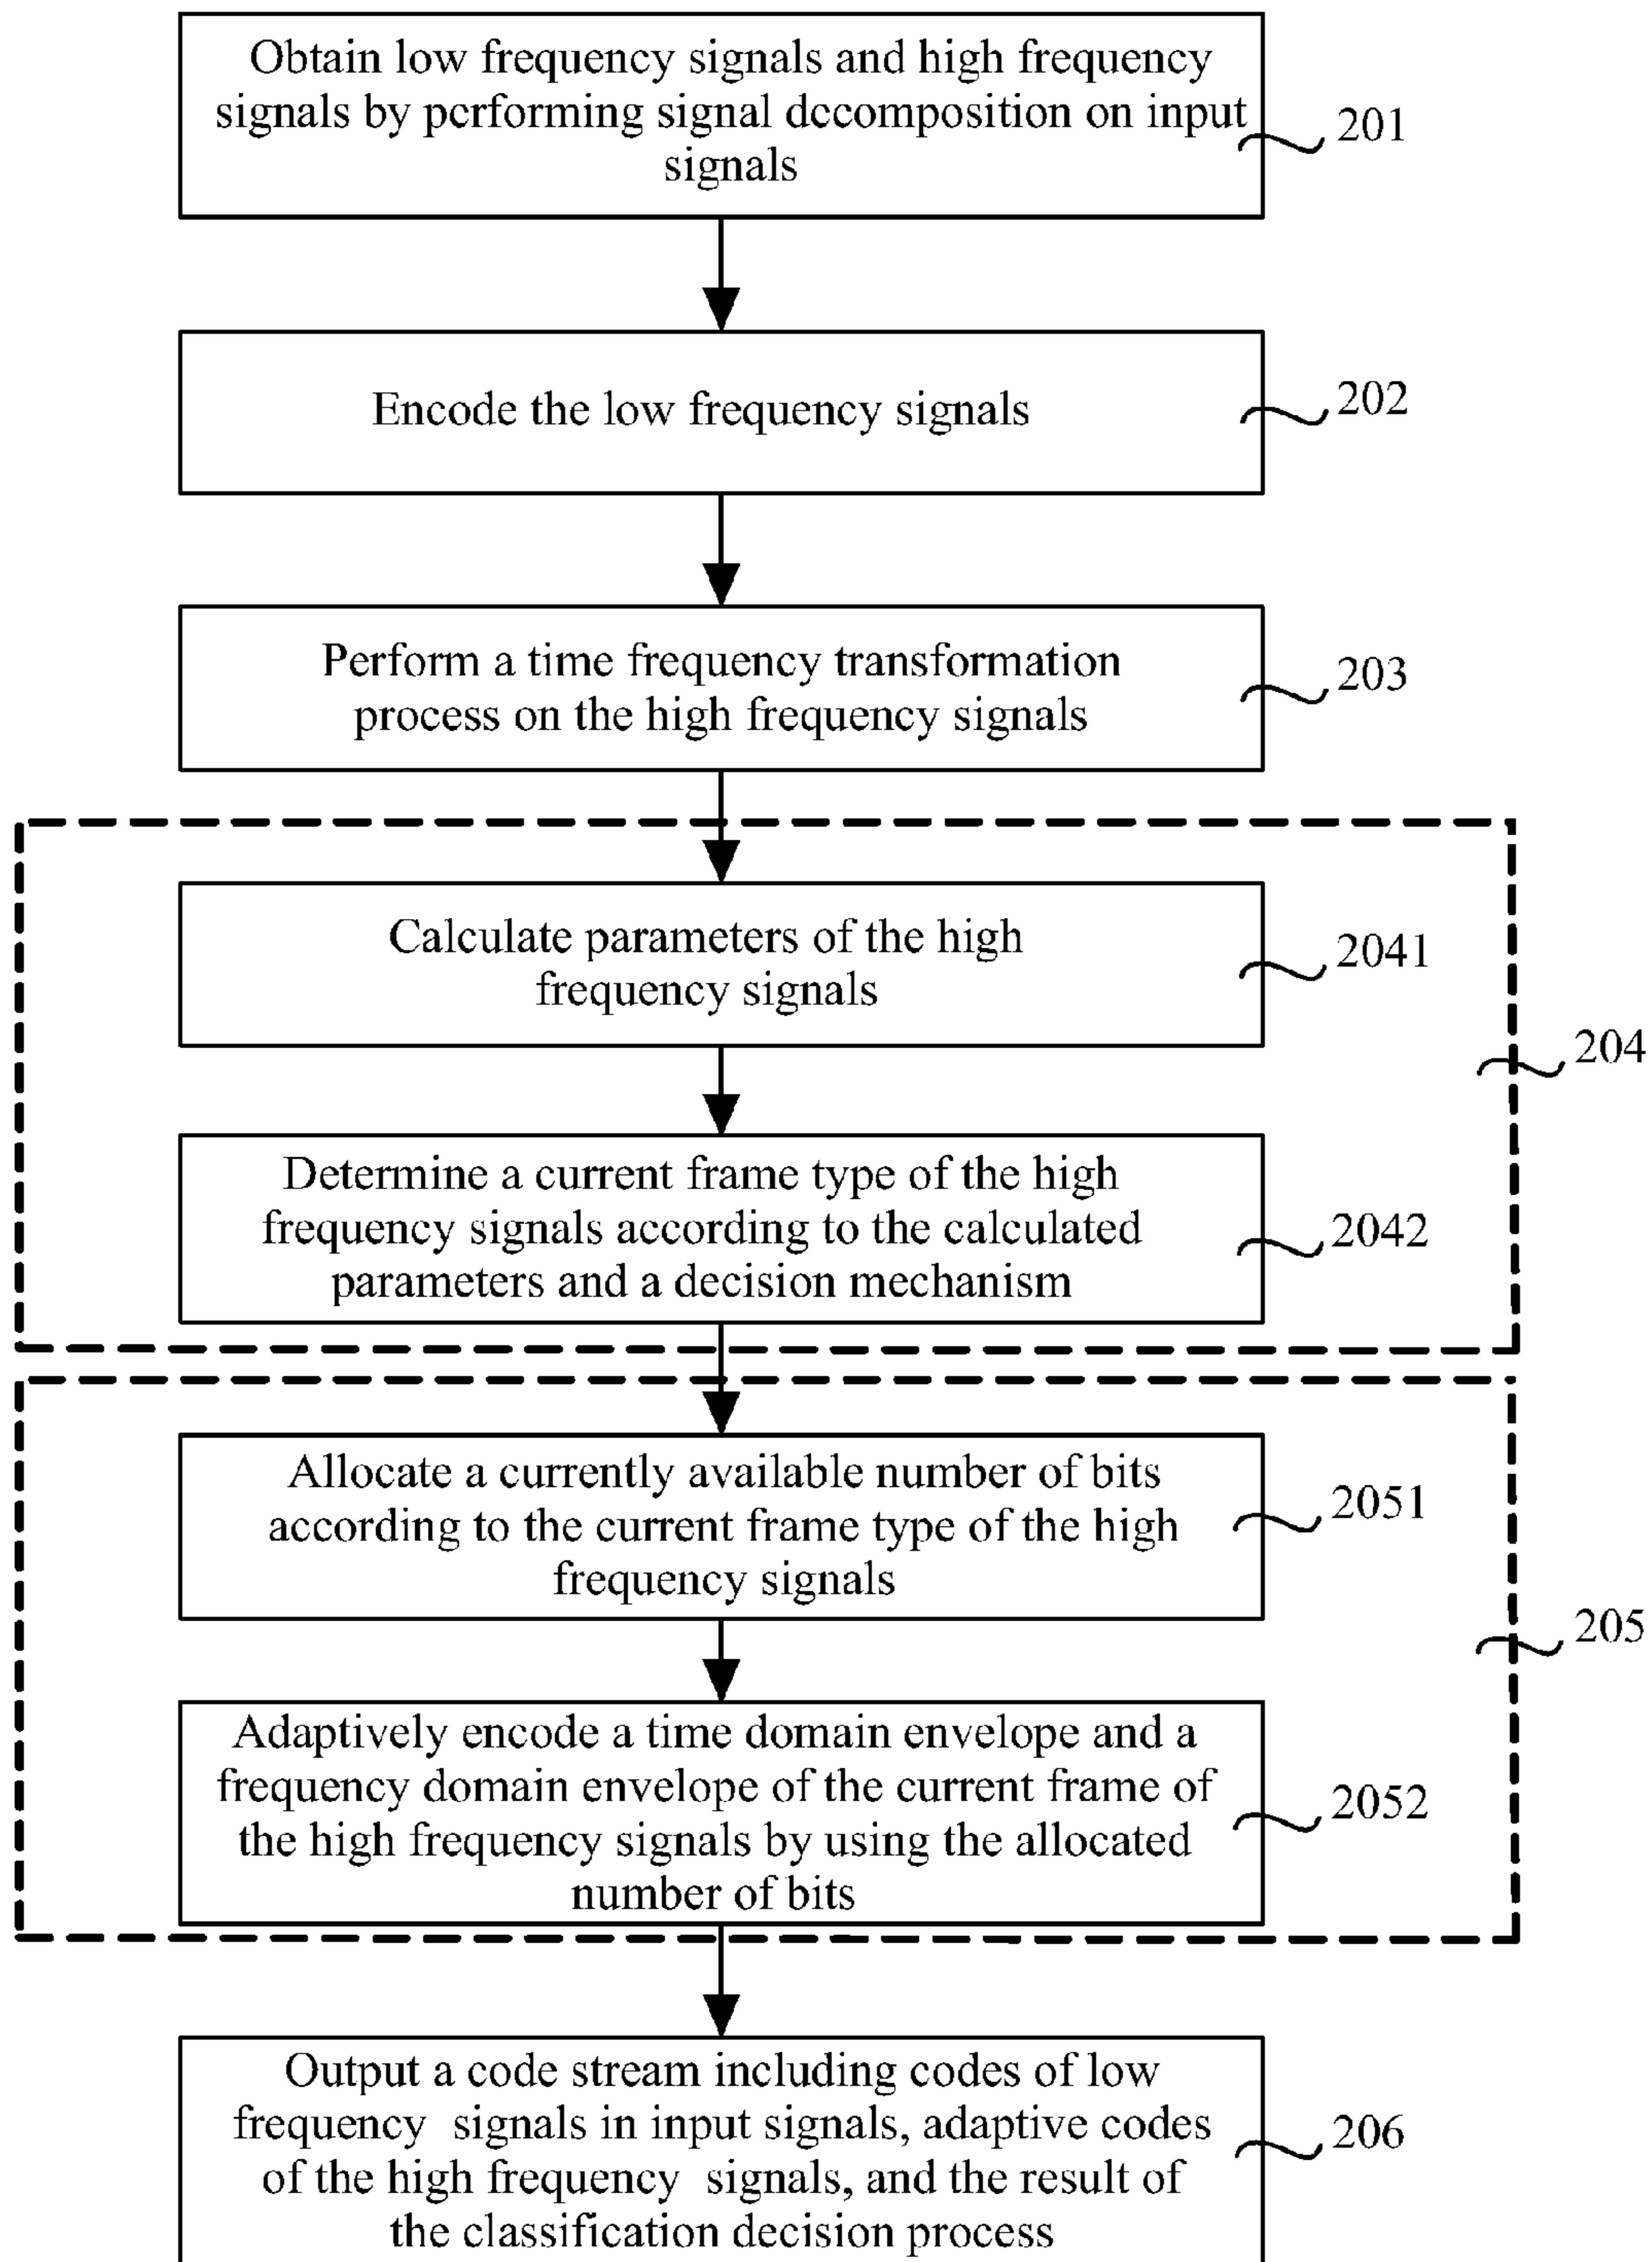 Obtain low frequency signals and high frequency
signals by performing signal decomposition on input
signals
201
Encode the low frequency signals
202
Perform a time frequency transformation
process on the high frequency signals
203
Calculate parameters of the high
frequency signals
2041
204
Determine a current frame type of the high
frequency signals according to the calculated
parameters and a decision mechanism
2042
Allocate a currently available number of bits
according to the current frame type of the high
frequency signals
2051
205
Adaptively encode a time domain envelope and a
frequency domain envelope of the current frame of
the high frequency signals by using the allocated
number of bits
2052
Output a code stream including codes of low
frequency signals in input signals, adaptive codes
of the high frequency signals, and the result of
the classification decision process
206